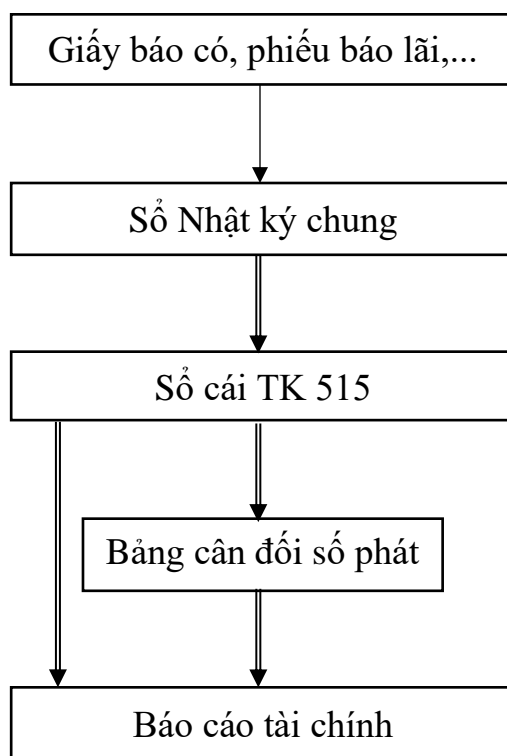 Giấy báo có, phiếu báo lãi,...
Sổ Nhật ký chung
Sổ cái TK 515
Bảng cân đối số phát
Báo cáo tài chính